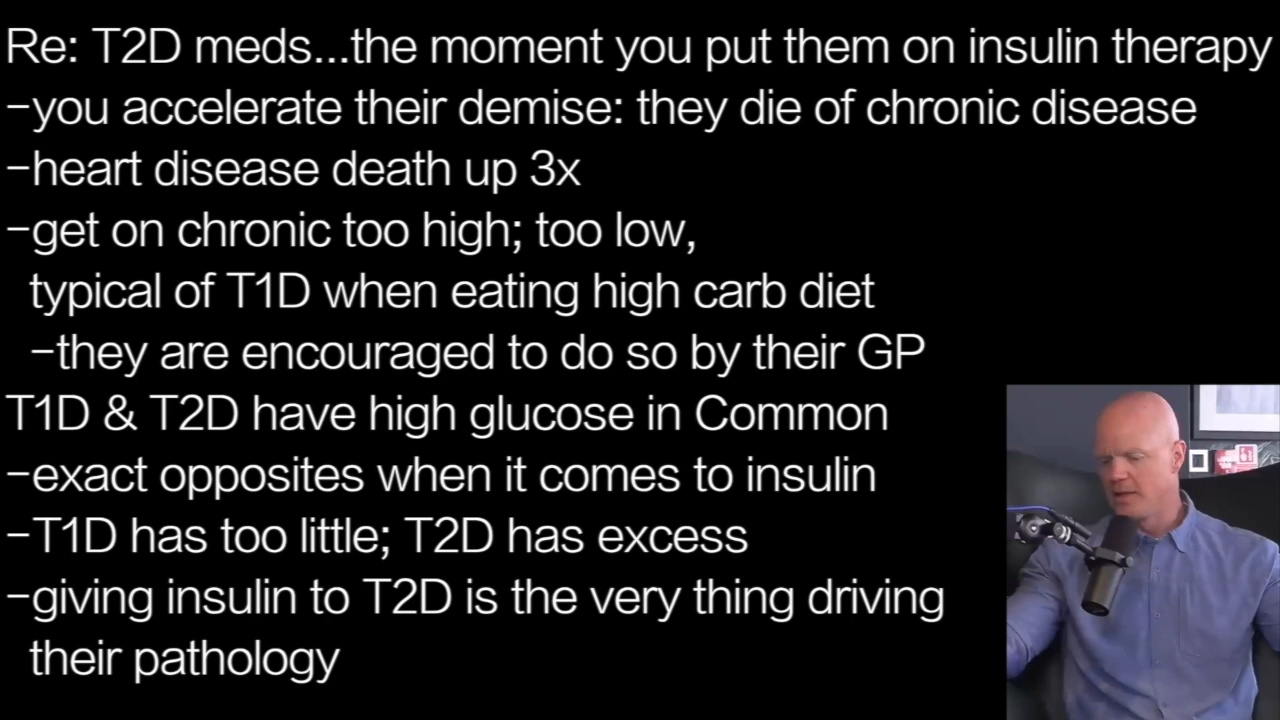 Re: T2D meds...the moment you put them on insulin therapy
–you accelerate their demise: they die of chronic disease
–heart disease death up 3x
–get on chronic too high; too low,
typical of T1D when eating high carb diet
–they are encouraged to do so by their GP
T1D & T2D have high glucose in Common
–exact opposites when it comes to insulin
–T1D has too little; T2D has excess
–giving insulin to T2D is the very thing driving
their pathology